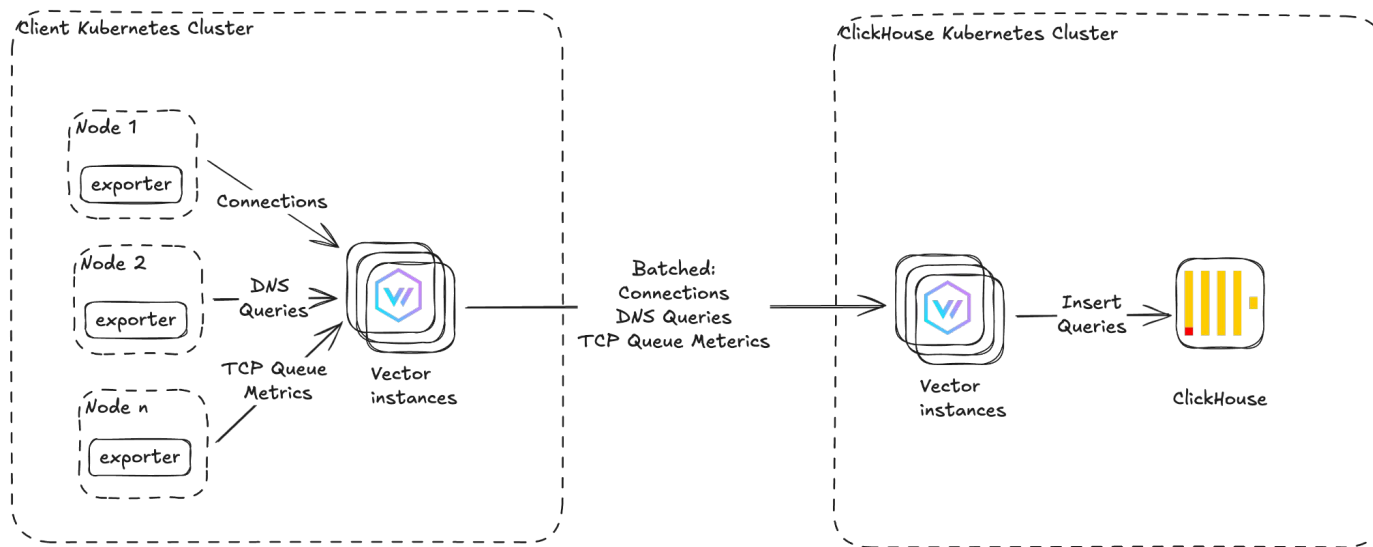 Client Kubernetes Cluster
ClickHouse Kubernetes Cluster
Node 1
exporter
Connections
Node 2
exporter
DNS
Queries
TCP Queue
Metrics
Node n
exporter
Vector
instances
Batched:
Connections
DNS Queries
TCP Queue Meterics
Vector
instances
Insert
Queries
ClickHouse